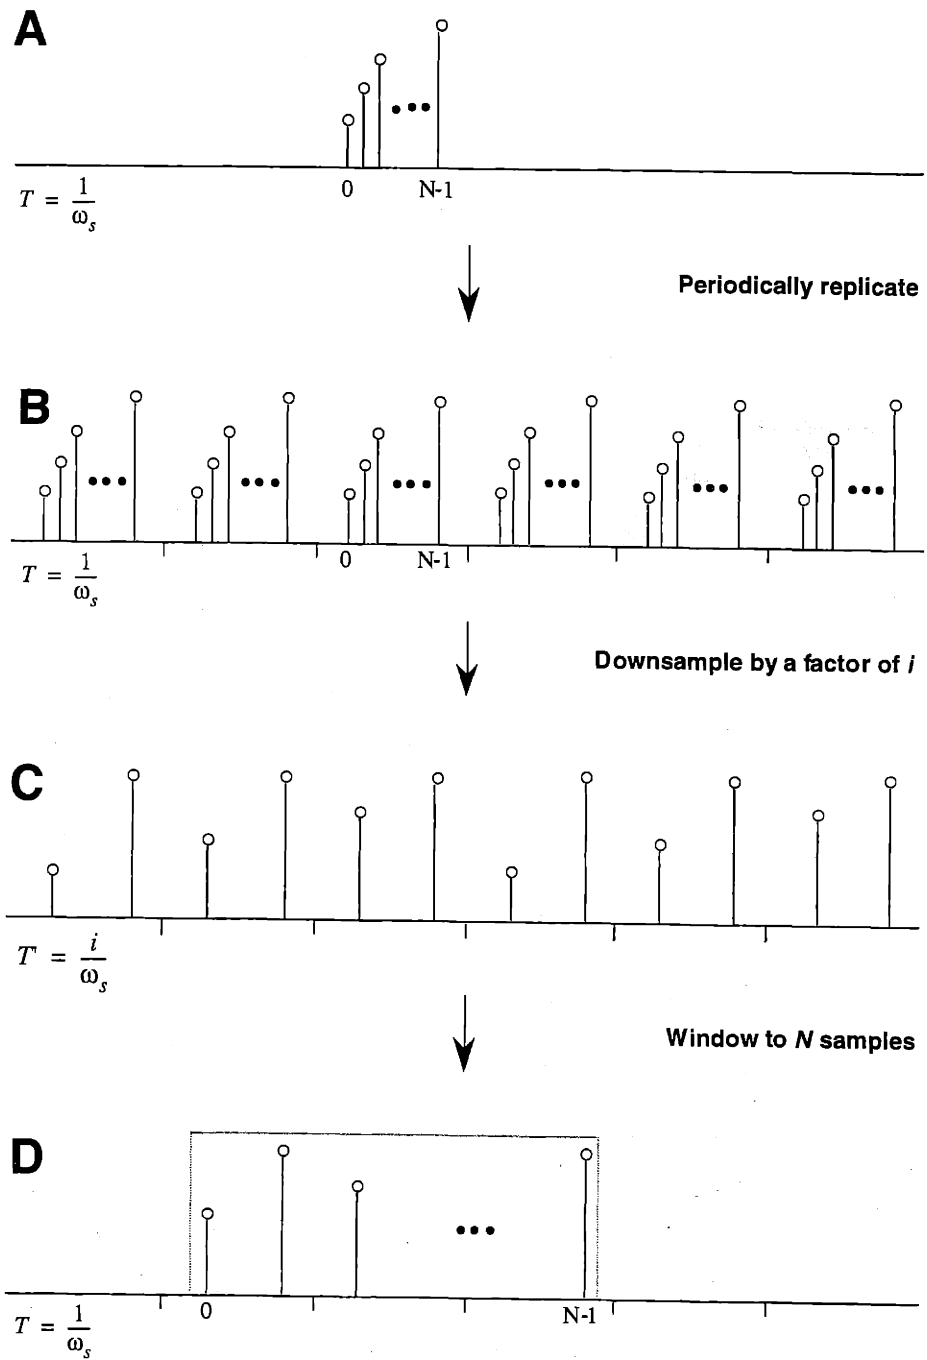 A
0 N-1
T = 1/ωs
Periodically replicate
B
0 N-1
T = 1/ωs
Downsample by a factor of i
C
T' = i/ωs
Window to N samples
D
0 N-1
T = 1/ωs